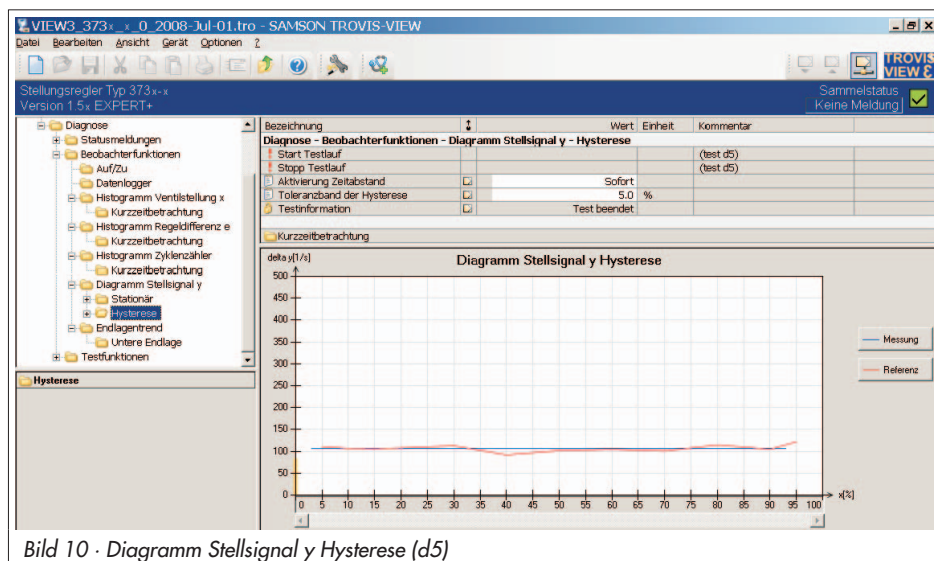 VIEW3_373x_x_0_2008-Jul-01.tro - SAMSON TROVIS-VIEW
Datei Bearbeiten Ansicht Gerät Optionen ?
TROVIS
VIEW 3
Stellungsregler Typ 373x-x
Version 1.5x EXPERT+
Sammelstatus
Keine Meldung
Diagnose
Statusmeldungen
Beobachterfunktionen
Auf/Zu
Datenlogger
Histogramm Ventilstellung x
Kurzzeitbetrachtung
Histogramm Regeldifferenz e
Kurzzeitbetrachtung
Histogramm Zyklenzähler
Kurzzeitbetrachtung
Diagramm Stellsignal y
Stationär
Hysterese
Endlagentrend
Untere Endlage
Testfunktionen
Hysterese
Bezeichnung Wert Einheit Kommentar
Diagnose - Beobachterfunktionen - Diagramm Stellsignal y - Hysterese
Start Testlauf (test d5)
Stopp Testlauf (test d5)
Aktivierung Zeitabstand Sofort
Toleranzband der Hysterese 5.0 %
Testinformation Test beendet
Kurzzeitbetrachtung
delta y[1/s]
Diagramm Stellsignal y Hysterese
500
450
400
350
300
250
200
150
100
50
0
0 5 10 15 20 25 30 35 40 45 50 55 60 65 70 75 80 85 90 95 100
x[%]
Messung
Referenz
Bild 10 · Diagramm Stellsignal y Hysterese (d5)